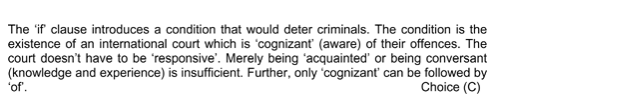 The 'if' clause introduces a condition that would deter criminals. The condition is the
existence of an international court which is 'cognizant' (aware) of their offences. The
court doesn't have to be 'responsive'. Merely being 'acquainted' or being conversant
(knowledge and experience) is insufficient. Further, only 'cognizant' can be followed by
'of'. Choice (C)